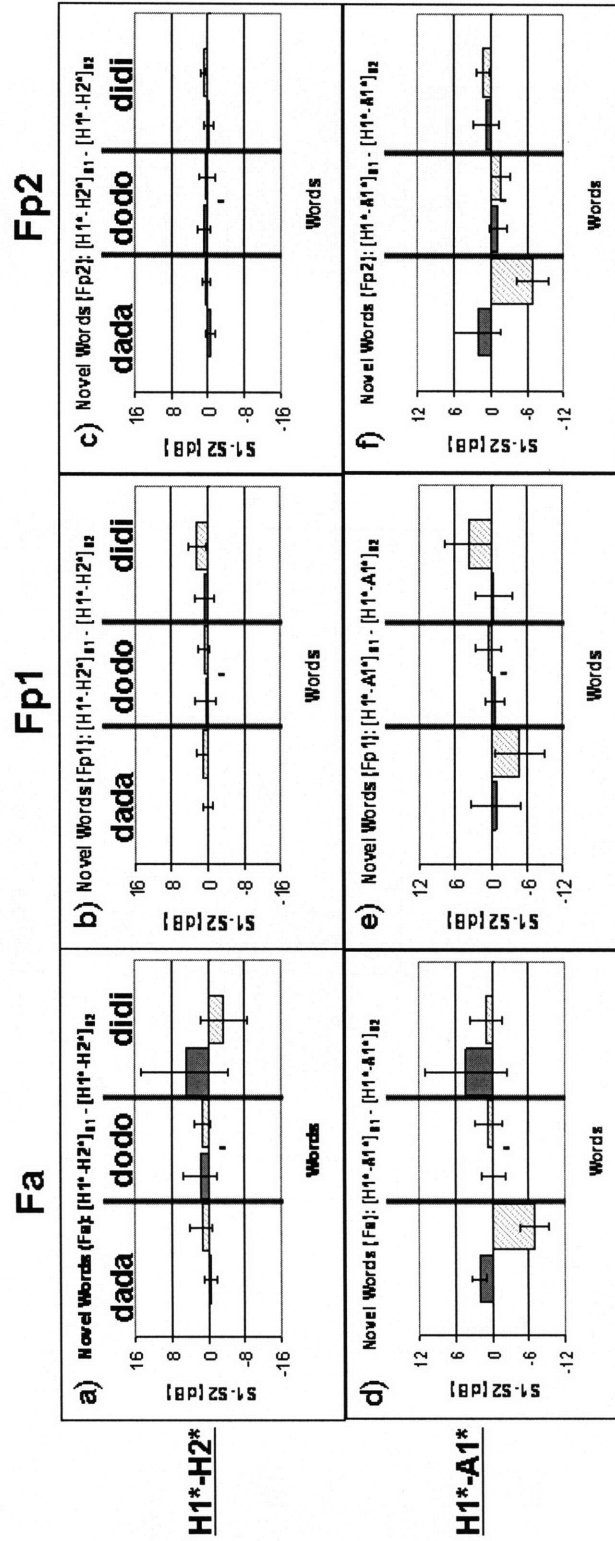 Fa Fp1 Fp2
H1*-H2*
a) Novel Words (Fa): [H1*-H2*]S1 - [H1*-H2*]S2
dada dodo didi
S1-S2 [dB]
16
8
0
-8
-16
Words
b) Novel Words [Fp1]: [H1*-H2*]S1 - [H1*-H2*]S2
dada dodo didi
S1-S2 [dB]
16
8
0
-8
-16
Words
c) Novel Words [Fp2]: [H1*-H2*]S1 - [H1*-H2*]S2
dada dodo didi
S1-S2 [dB]
16
8
0
-8
-16
Words
H1*-A1*
d) Novel Words [Fa]: [H1*-A1*]S1 - [H1*-A1*]S2
S1-S2 [dB]
12
6
0
-6
-12
Words
e) Novel Words [Fp1]: [H1*-A1*]S1 - [H1*-A1*]S2
S1-S2 [dB]
12
6
0
-6
-12
Words
f) Novel Words [Fp2]: [H1*-A1*]S1 - [H1*-A1*]S2
S1-S2 [dB]
12
6
0
-6
-12
Words